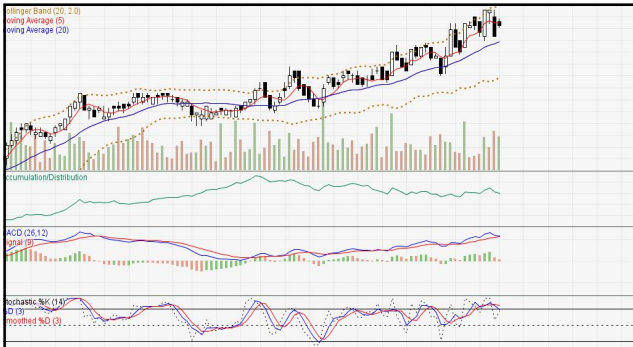 ollinger Band (20, 2.0)
oving Average (5)
oving Average (20)
ccumulation/Distribution
ACD (26,12)
ignal (9)
tochastic %K (14)
%D (3)
moothed %D (3)